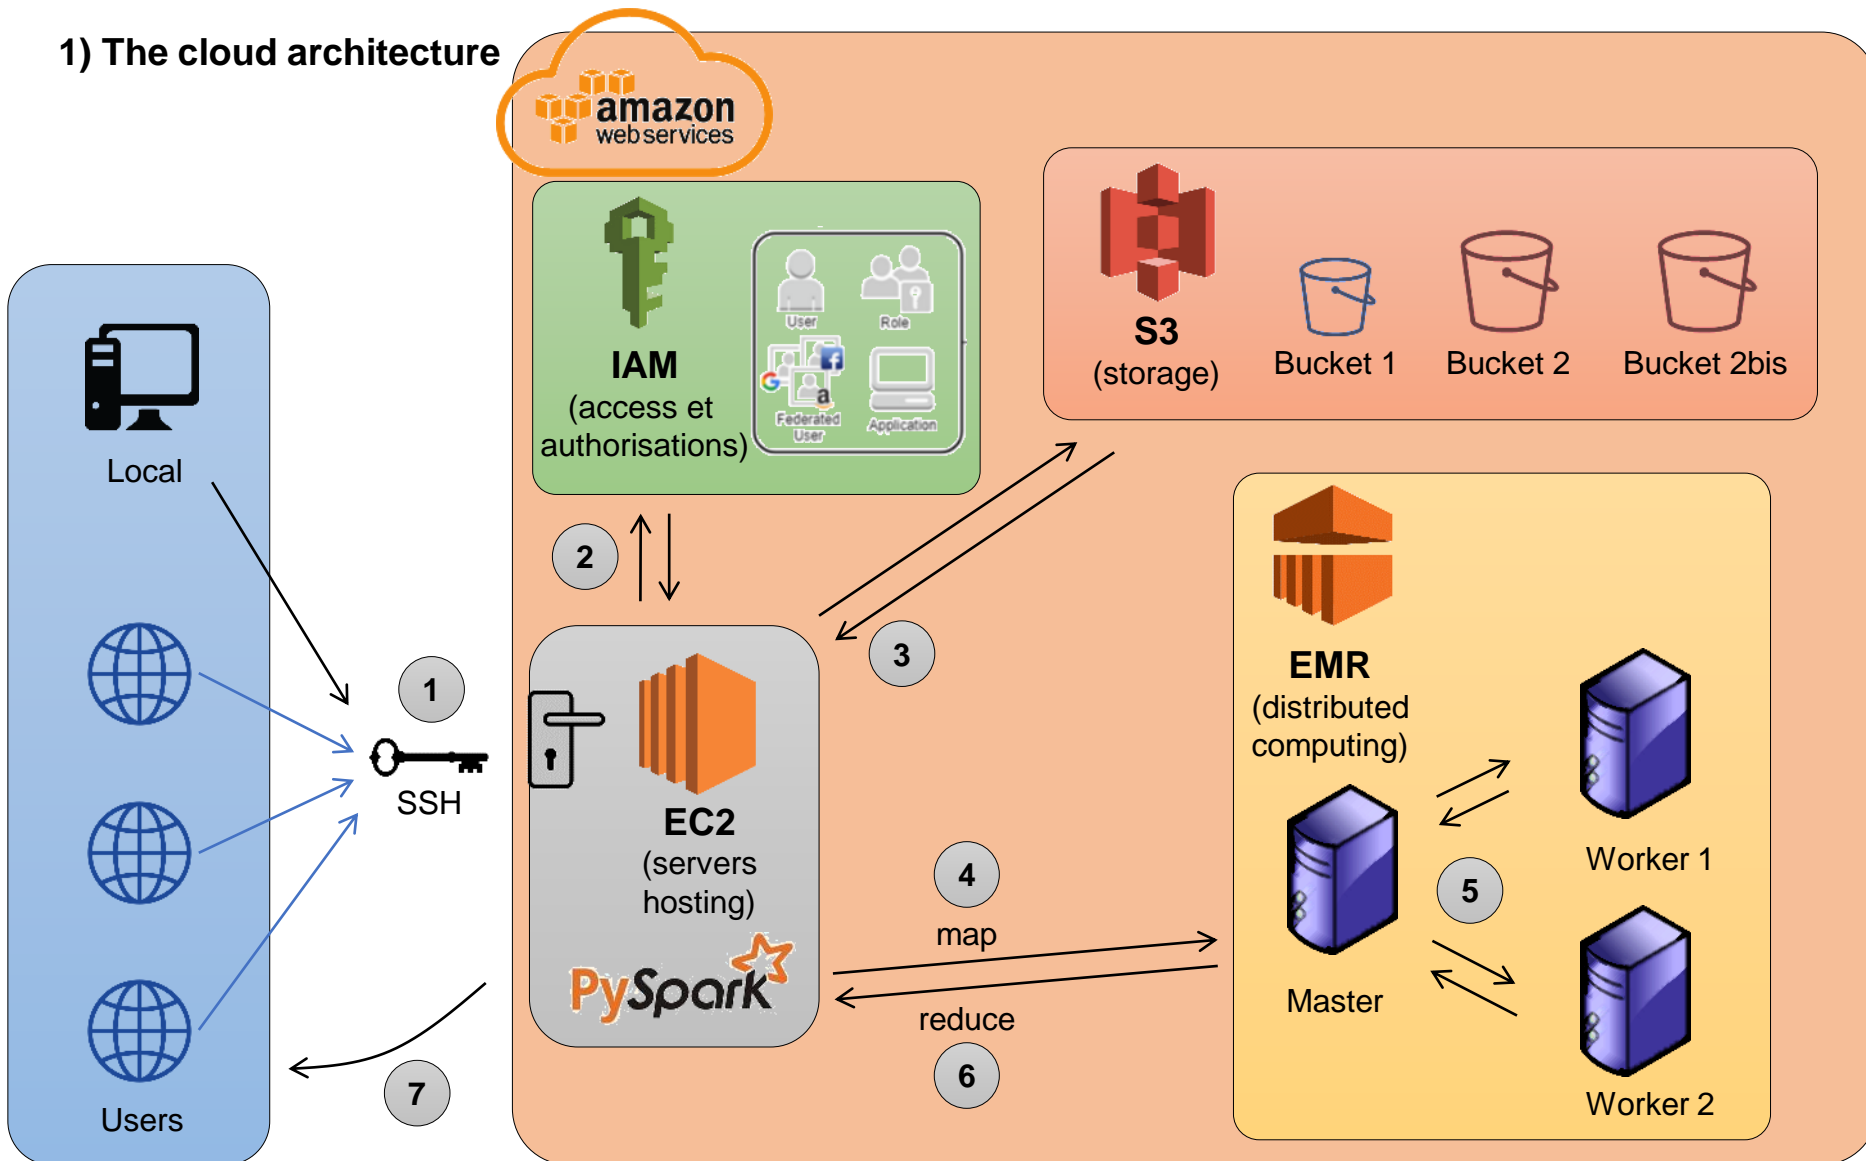 1) The cloud architecture
amazon
webservices
IAM
(access et
authorisations)
User
Role
Federated
User
Application
S3
(storage)
Bucket 1
Bucket 2
Bucket 2bis
Local
2
3
1
SSH
EC2
(servers
hosting)
PySpark
EMR
(distributed
computing)
Worker 1
Master
5
Worker 2
4
map
reduce
6
7
Users